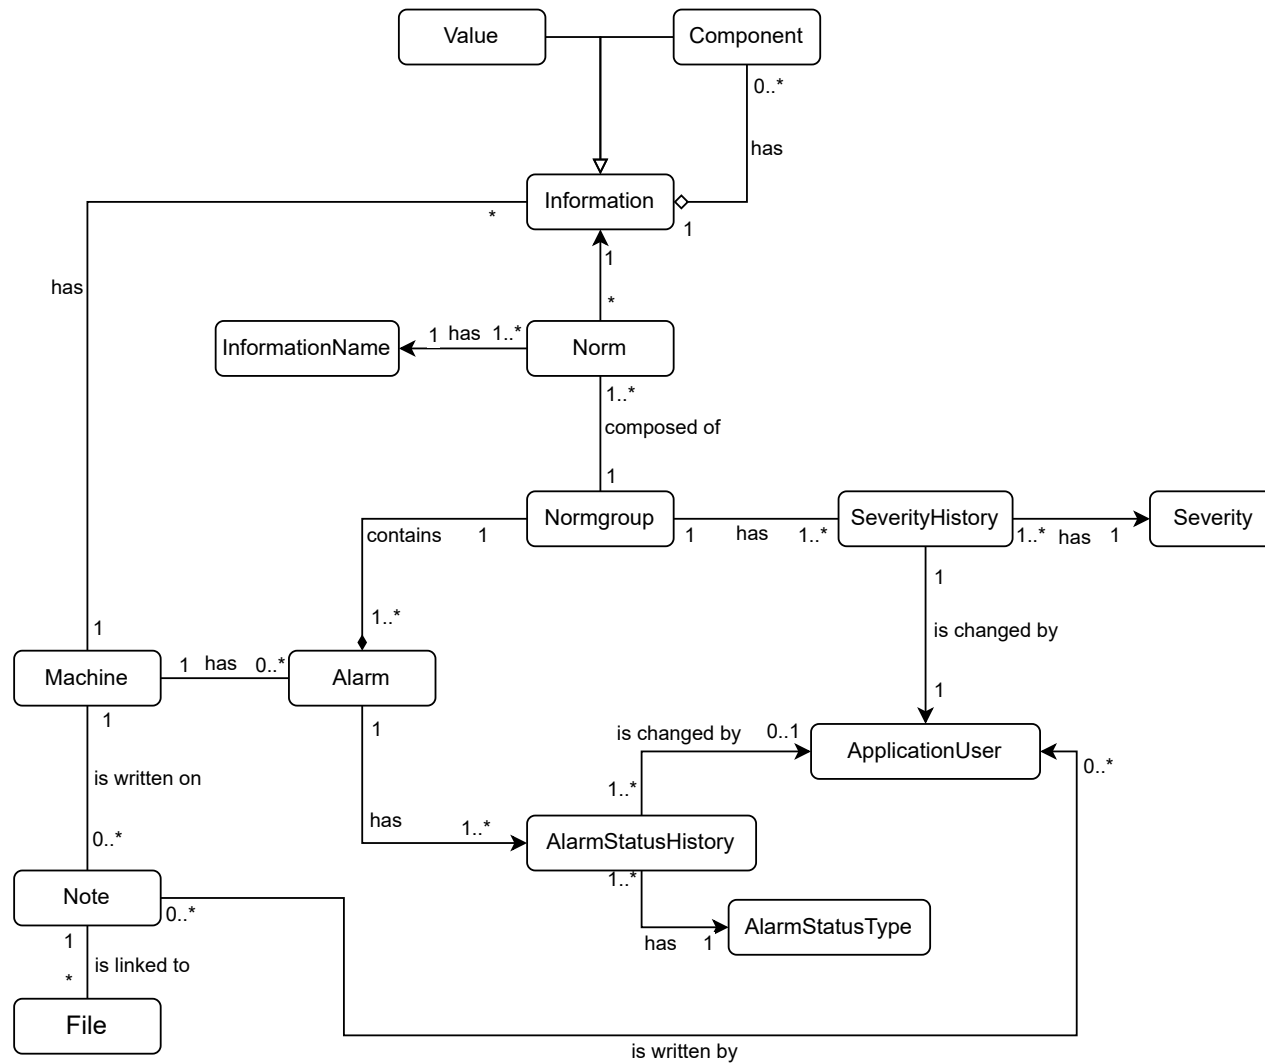 Value
Component
0..*
has
Information
*
1
has
1
*
InformationName
1 has 1..*
Norm
1..*
composed of
1
Normgroup
contains 1
1 has 1..*
SeverityHistory
1..* has 1
Severity
1..*
1
is changed by
1
1
Machine
1 has 0..*
Alarm
1
1
is written on
0..*
has 1..*
is changed by 0..1
ApplicationUser
0..*
1..*
AlarmStatusHistory
1..*
has 1
AlarmStatusType
Note
0..*
1
is linked to
*
File
is written by